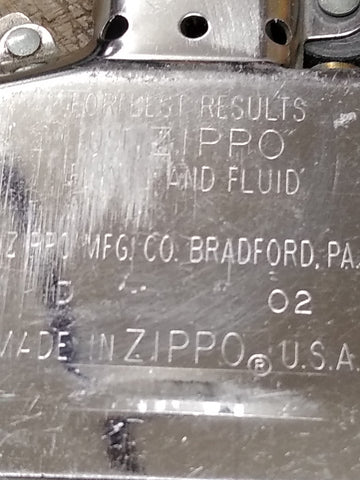 FOR BEST RESULTS
ZIPPO
AND FLUID
ZIPPO MFG. CO. BRADFORD, PA.
D 02
MADE IN ZIPPO® U.S.A.